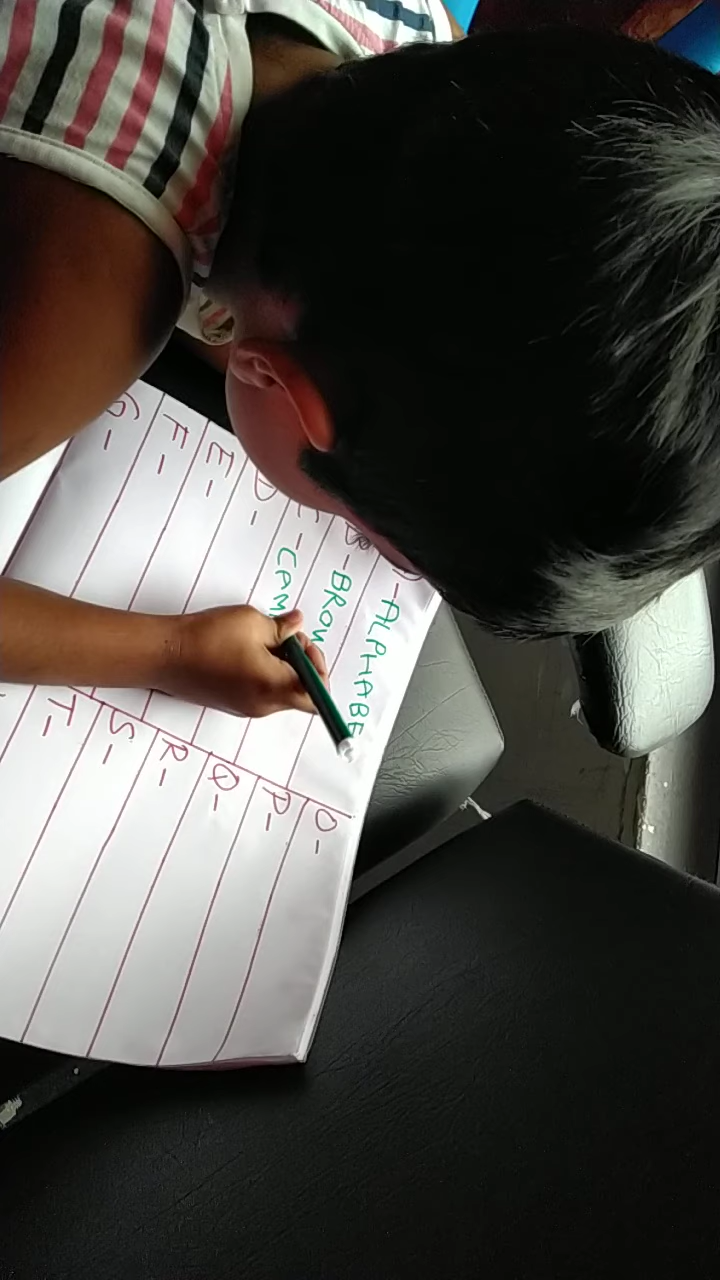 A-ALPHABE
B-BROW
C-CAM
D-
E-
F-
G-
O-
P-
Q-
R-
S-
T-